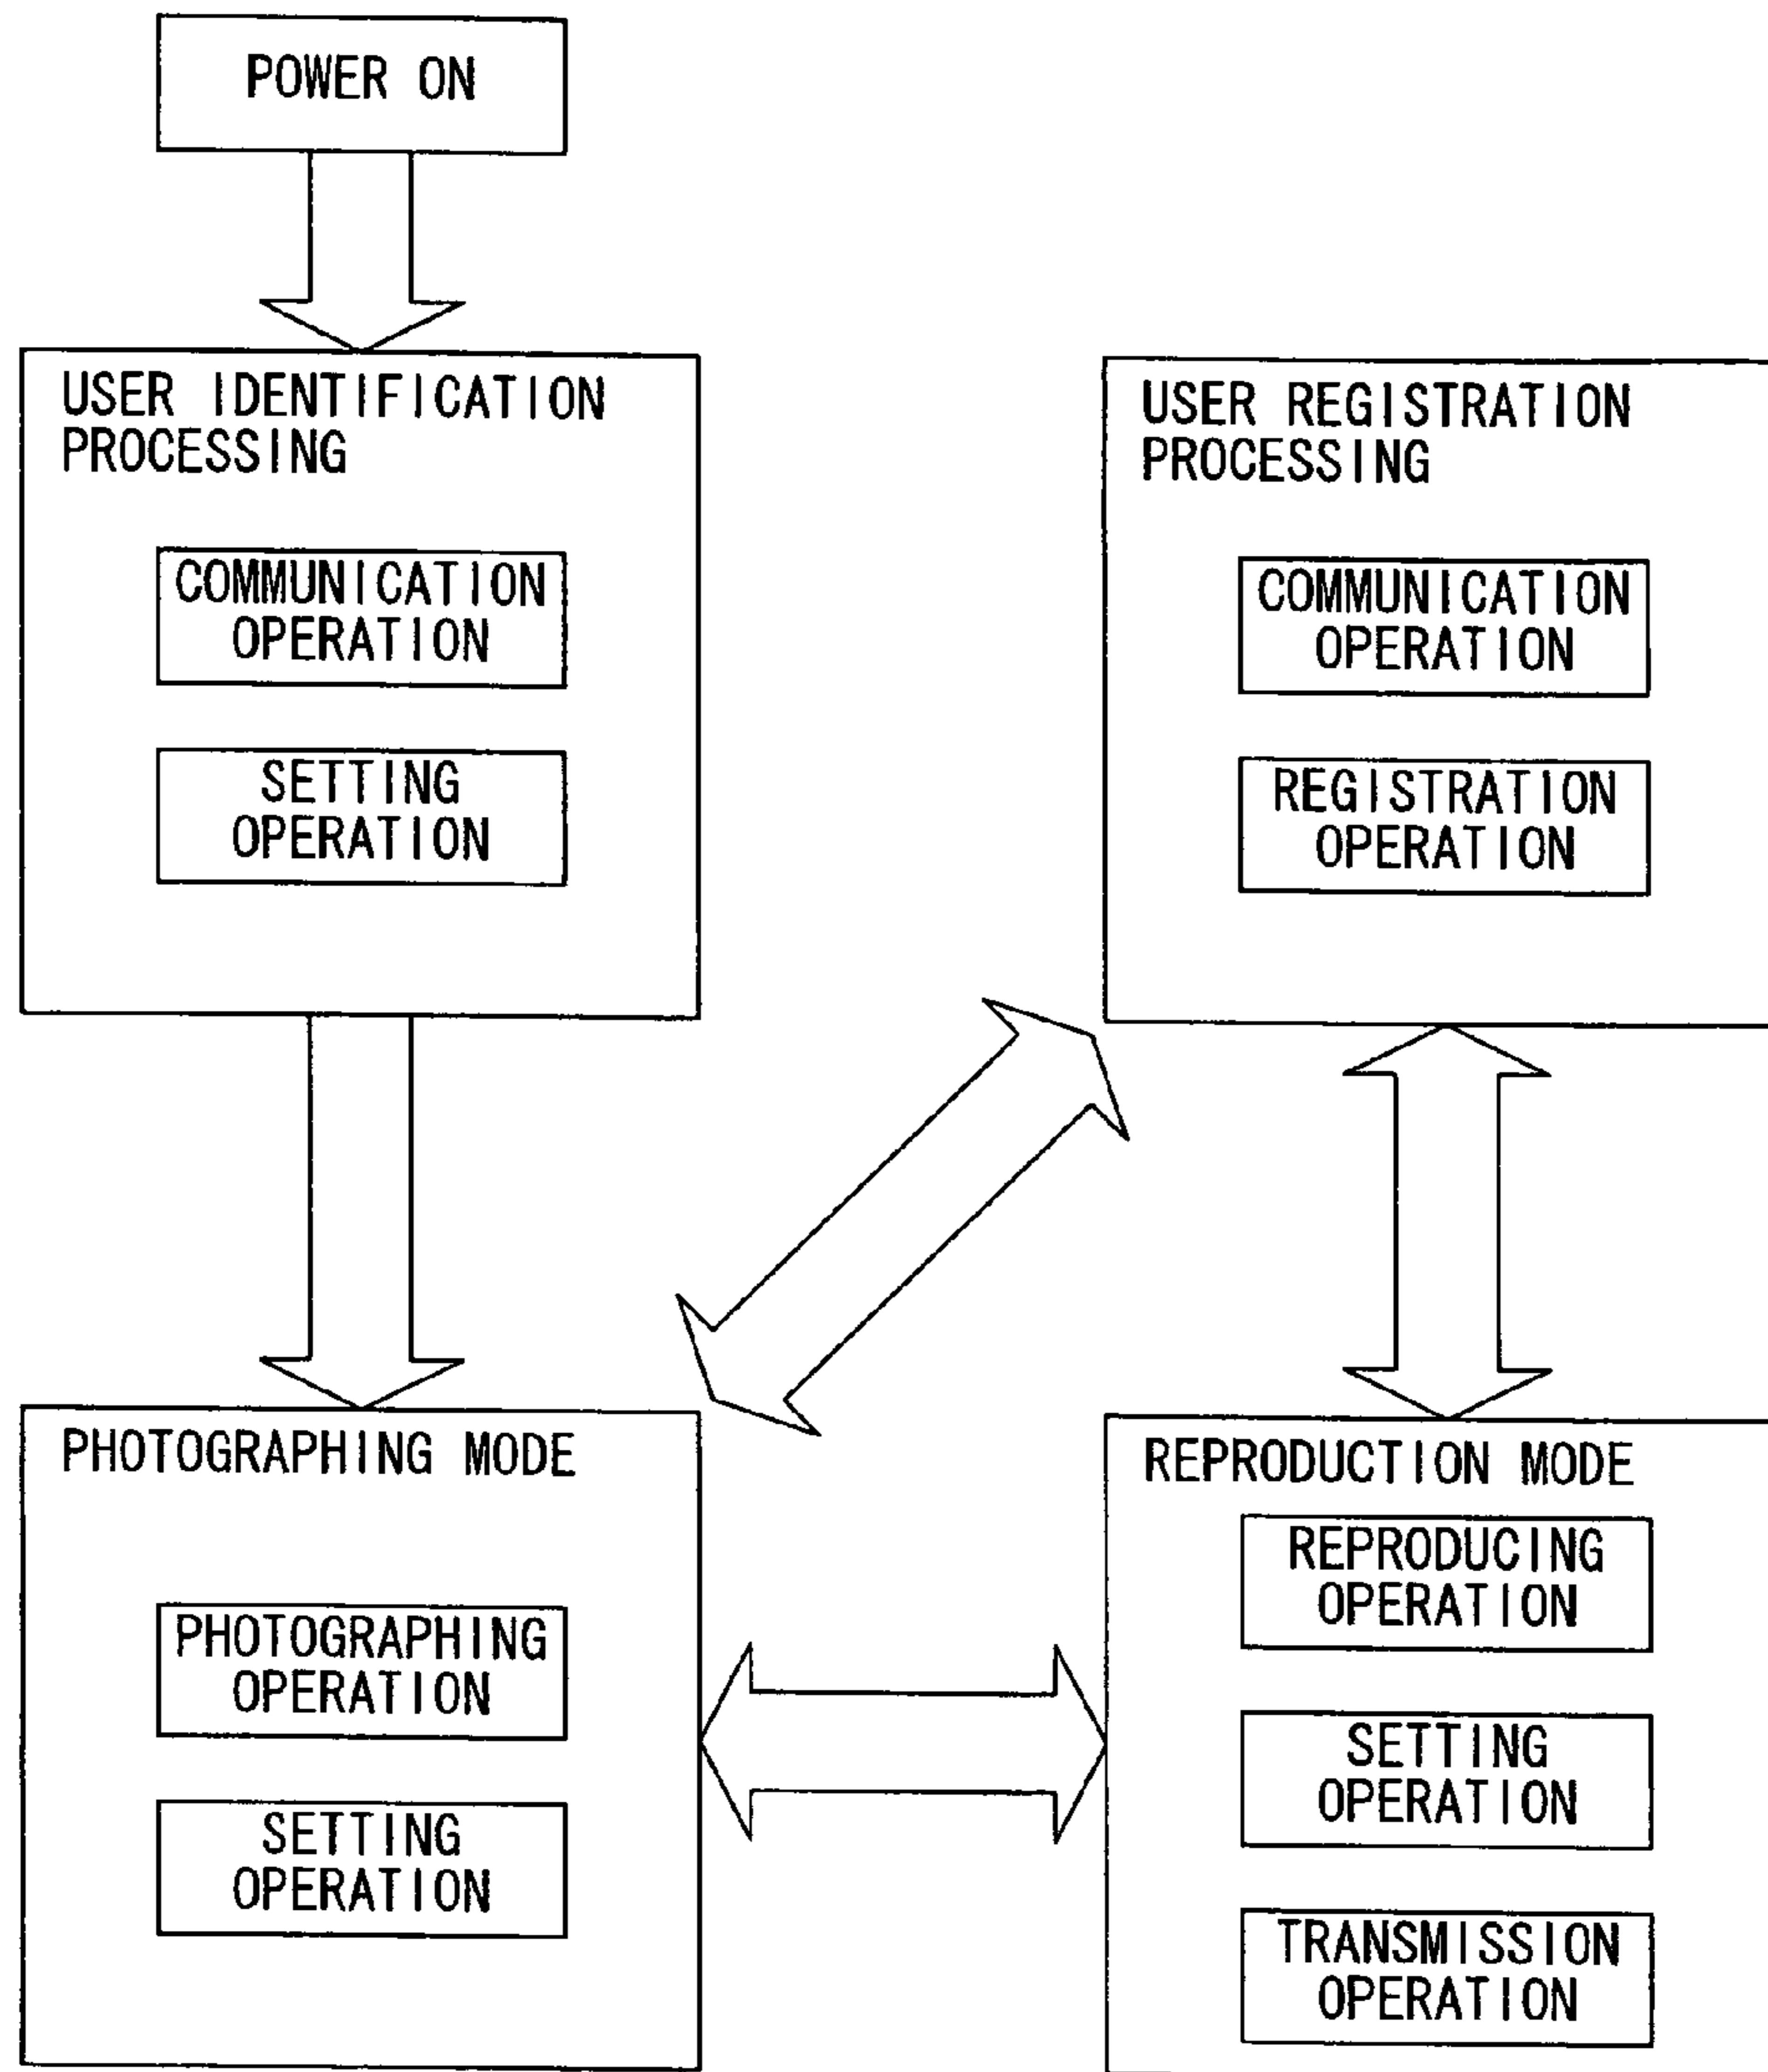 POWER ON
USER IDENTIFICATION
PROCESSING
COMMUNICATION
OPERATION
SETTING
OPERATION
USER REGISTRATION
PROCESSING
COMMUNICATION
OPERATION
REGISTRATION
OPERATION
PHOTOGRAPHING MODE
PHOTOGRAPHING
OPERATION
SETTING
OPERATION
REPRODUCTION MODE
REPRODUCING
OPERATION
SETTING
OPERATION
TRANSMISSION
OPERATION